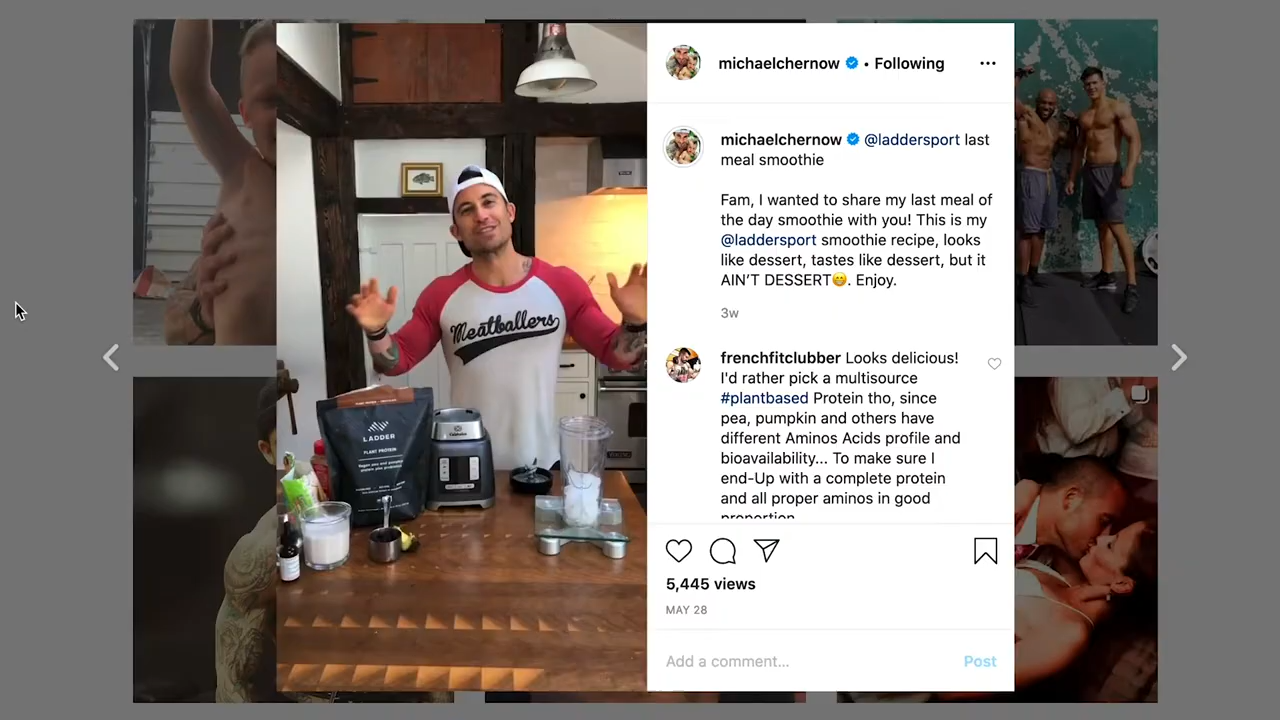 michaelchernow • Following
michaelchernow @laddersport last
meal smoothie
Fam, I wanted to share my last meal of
the day smoothie with you! This is my
@laddersport smoothie recipe, looks
like dessert, tastes like dessert, but it
AIN’T DESSERT😁. Enjoy.
3w
frenchfitclubber Looks delicious!
I'd rather pick a multisource
#plantbased Protein tho, since
pea, pumpkin and others have
different Aminos Acids profile and
bioavailability... To make sure I
end-Up with a complete protein
and all proper aminos in good
proportion
5,445 views
MAY 28
Add a comment... Post
Meatballers
LADDER
PLANT PROTEIN